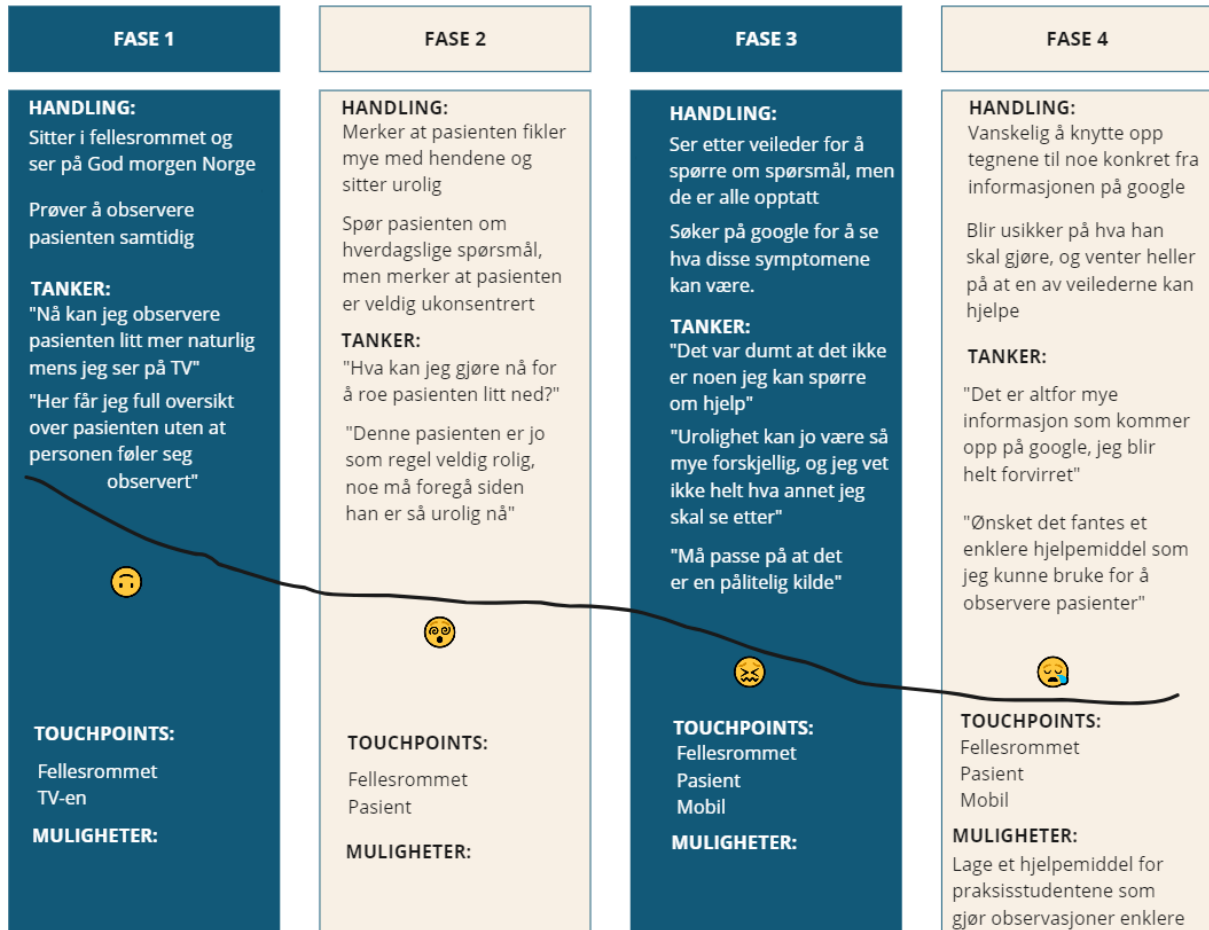 FASE 1
HANDLING:
Sitter i fellesrommet og
ser på God morgen Norge
Prøver å observere
pasienten samtidig
TANKER:
"Nå kan jeg observere
pasienten litt mer naturlig
mens jeg ser på TV"
"Her får jeg full oversikt
over pasienten uten at
personen føler seg
observert"
TOUCHPOINTS:
Fellesrommet
TV-en
MULIGHETER:
FASE 2
HANDLING:
Merker at pasienten fikler
mye med hendene og
sitter urolig
Spør pasienten om
hverdagslige spørsmål,
men merker at pasienten
er veldig ukonsentrert
TANKER:
"Hva kan jeg gjøre nå for
å roe pasienten litt ned?"
"Denne pasienten er jo
som regel veldig rolig,
noe må foregå siden
han er så urolig nå"
TOUCHPOINTS:
Fellesrommet
Pasient
MULIGHETER:
FASE 3
HANDLING:
Ser etter veileder for å
spørre om spørsmål, men
de er alle opptatt
Søker på google for å se
hva disse symptomene
kan være.
TANKER:
"Det var dumt at det ikke
er noen jeg kan spørre
om hjelp"
"Urolighet kan jo være så
mye forskjellig, og jeg vet
ikke helt hva annet jeg
skal se etter"
"Må passe på at det
er en pålitelig kilde"
TOUCHPOINTS:
Fellesrommet
Pasient
Mobil
MULIGHETER:
FASE 4
HANDLING:
Vanskelig å knytte opp
tegnene til noe konkret fra
informasjonen på google
Blir usikker på hva han
skal gjøre, og venter heller
på at en av veilederne kan
hjelpe
TANKER:
"Det er altfor mye
informasjon som kommer
opp på google, jeg blir
helt forvirret"
"Ønsket det fantes et
enklere hjelpemiddel som
jeg kunne bruke for å
observere pasienter"
TOUCHPOINTS:
Fellesrommet
Pasient
Mobil
MULIGHETER:
Lage et hjelpemiddel for
praksisstudentene som
gjør observasjoner enklere